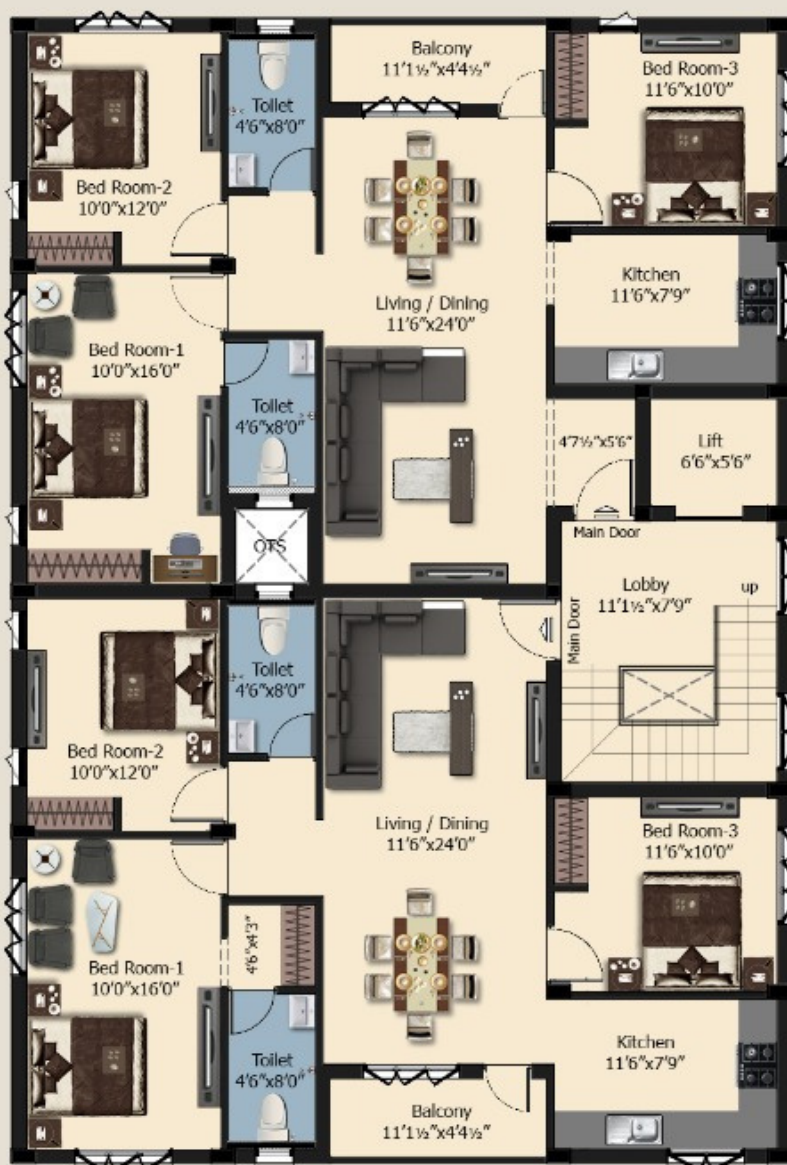 Balcony
11'1½"x4'4½"
Bed Room-3
11'6"x10'0"
Toilet
4'6"x8'0"
Bed Room-2
10'0"x12'0"
Kitchen
11'6"x7'9"
Living / Dining
11'6"x24'0"
Bed Room-1
10'0"x16'0"
Toilet
4'6"x8'0"
4'7½"x5'6"
Lift
6'6"x5'6"
Main Door
OTS
Lobby
11'1½"x7'9"
up
Main Door
Toilet
4'6"x8'0"
Bed Room-2
10'0"x12'0"
Living / Dining
11'6"x24'0"
Bed Room-3
11'6"x10'0"
4'6"x4'3"
Bed Room-1
10'0"x16'0"
Kitchen
11'6"x7'9"
Toilet
4'6"x8'0"
Balcony
11'1½"x4'4½"